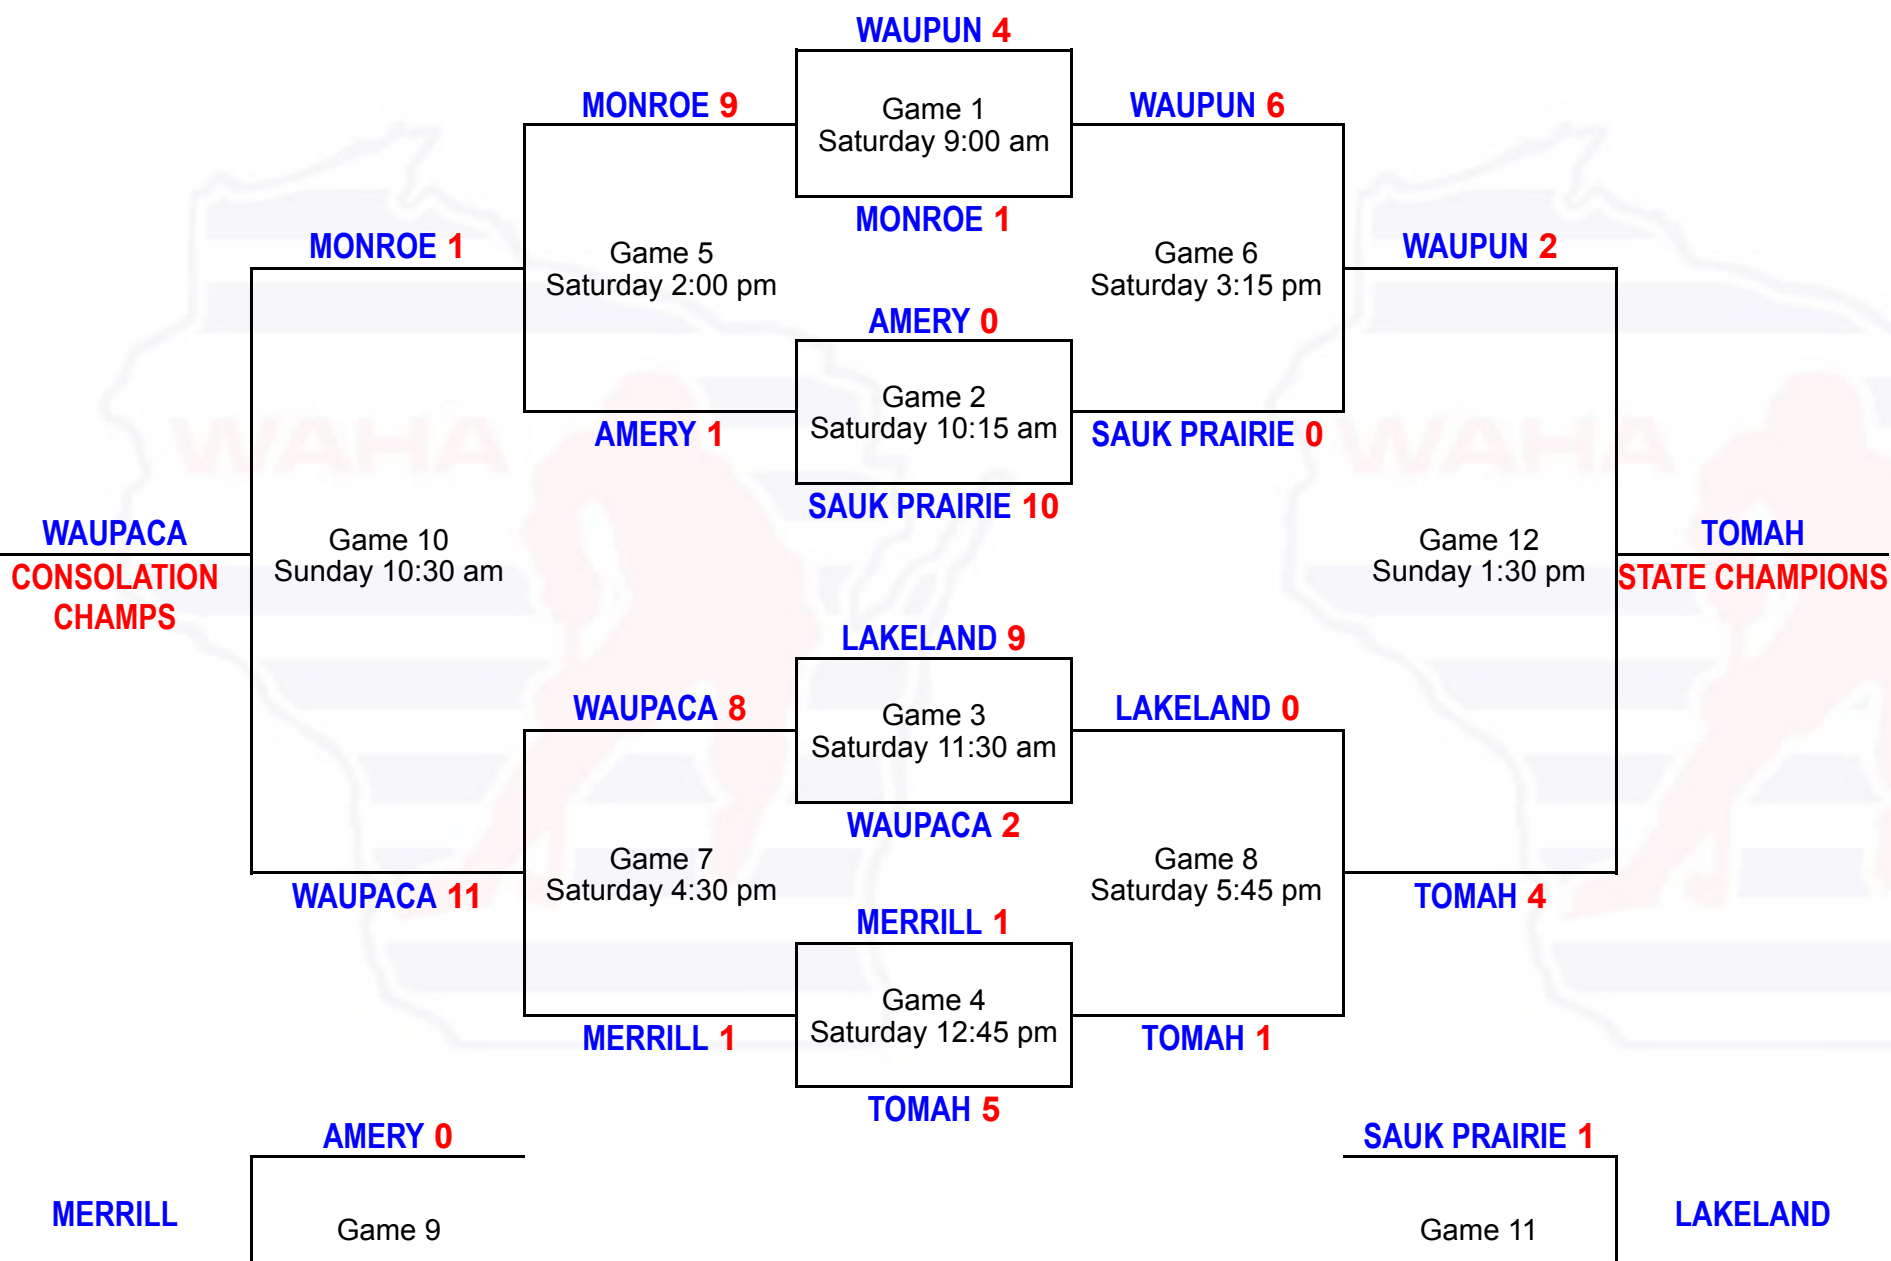 WAUPUN 4
MONROE 9
Game 1
Saturday 9:00 am
WAUPUN 6
MONROE 1
MONROE 1
Game 5
Saturday 2:00 pm
Game 6
Saturday 3:15 pm
WAUPUN 2
AMERY 0
Game 2
Saturday 10:15 am
AMERY 1
SAUK PRAIRIE 0
WAHA
WAHA
SAUK PRAIRIE 10
WAUPACA
CONSOLATION
CHAMPS
Game 10
Sunday 10:30 am
Game 12
Sunday 1:30 pm
TOMAH
STATE CHAMPIONS
LAKELAND 9
WAUPACA 8
Game 3
Saturday 11:30 am
LAKELAND 0
WAUPACA 2
Game 7
Saturday 4:30 pm
Game 8
Saturday 5:45 pm
WAUPACA 11
TOMAH 4
MERRILL 1
Game 4
Saturday 12:45 pm
MERRILL 1
TOMAH 1
TOMAH 5
AMERY 0
SAUK PRAIRIE 1
MERRILL
Game 9
Game 11
LAKELAND